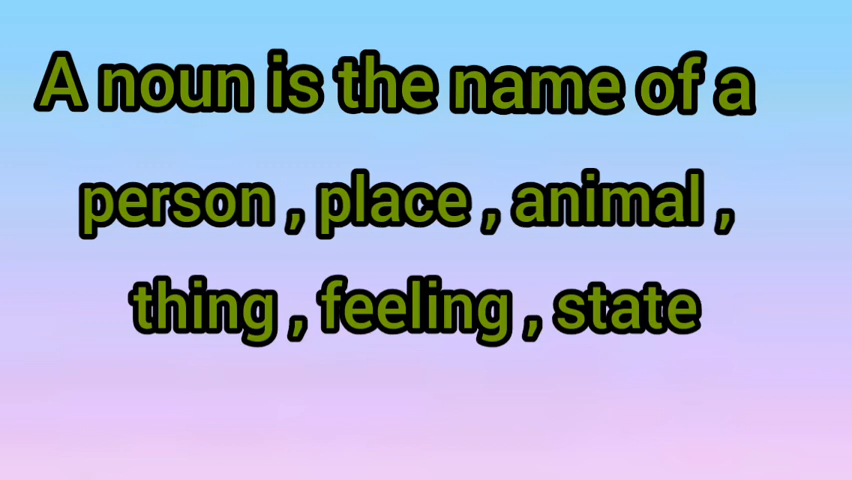 A noun is the name of a
person , place , animal ,
thing , feeling , state